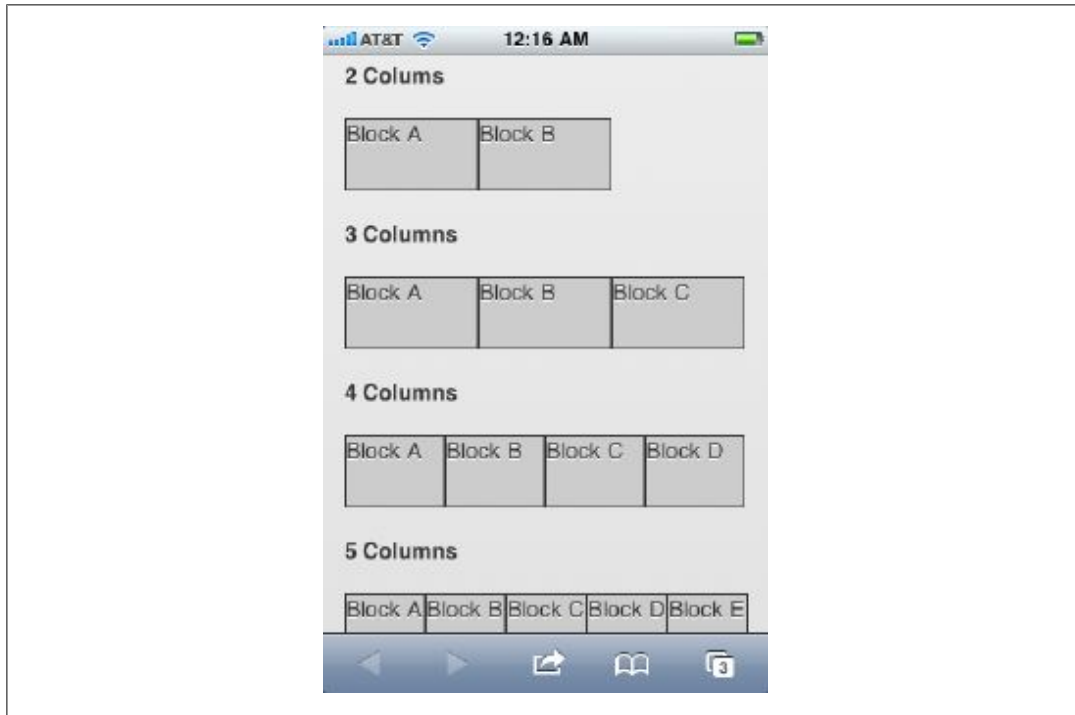 AT&T 12:16 AM
2 Colums
Block A Block B
3 Columns
Block A Block B Block C
4 Columns
Block A Block B Block C Block D
5 Columns
Block A Block B Block C Block D Block E
3